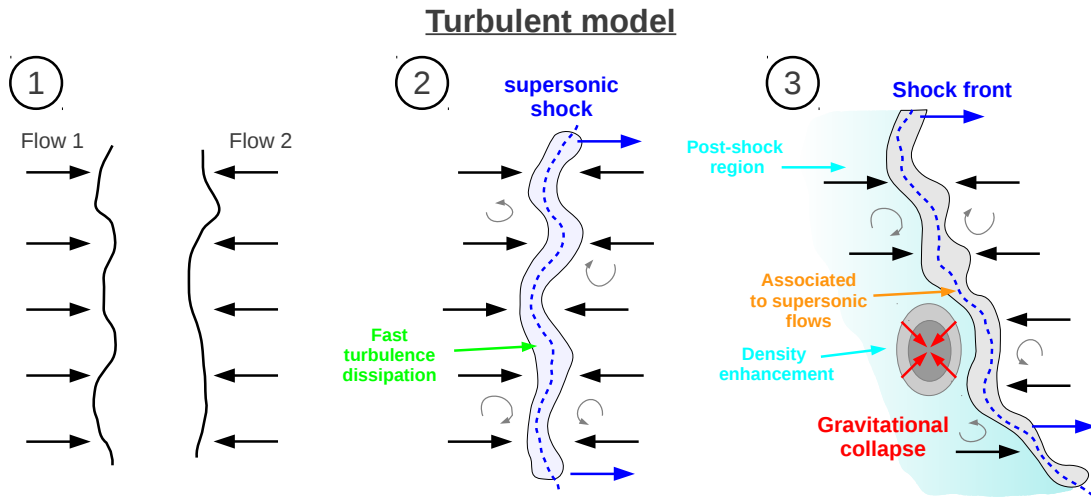 Turbulent model
1
Flow 1
Flow 2
2
supersonic
shock
Fast
turbulence
dissipation
3
Shock front
Post-shock
region
Associated
to supersonic
flows
Density
enhancement
Gravitational
collapse